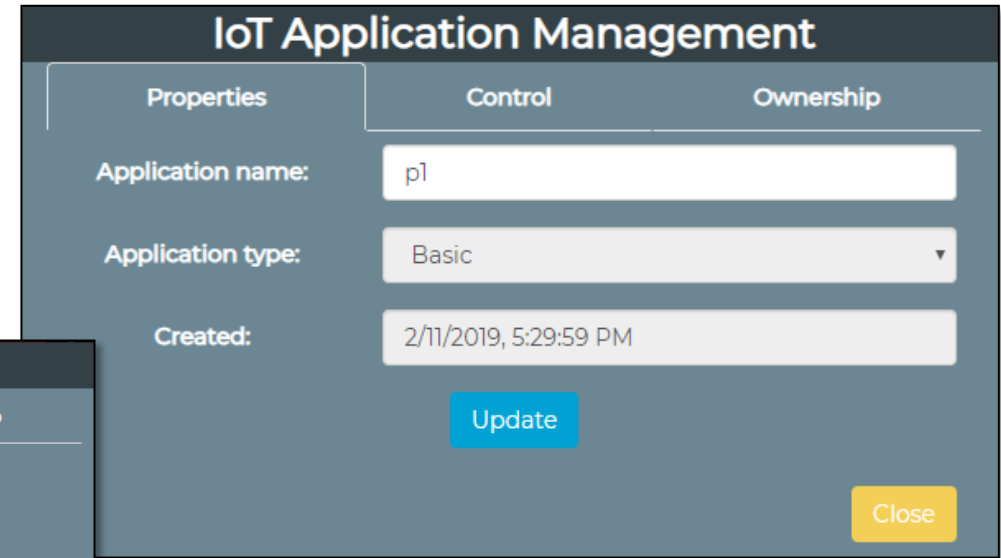 IoT Application Management
Properties Control Ownership
Application name: p1
Application type: Basic
Created: 2/11/2019, 5:29:59 PM
Update
Close